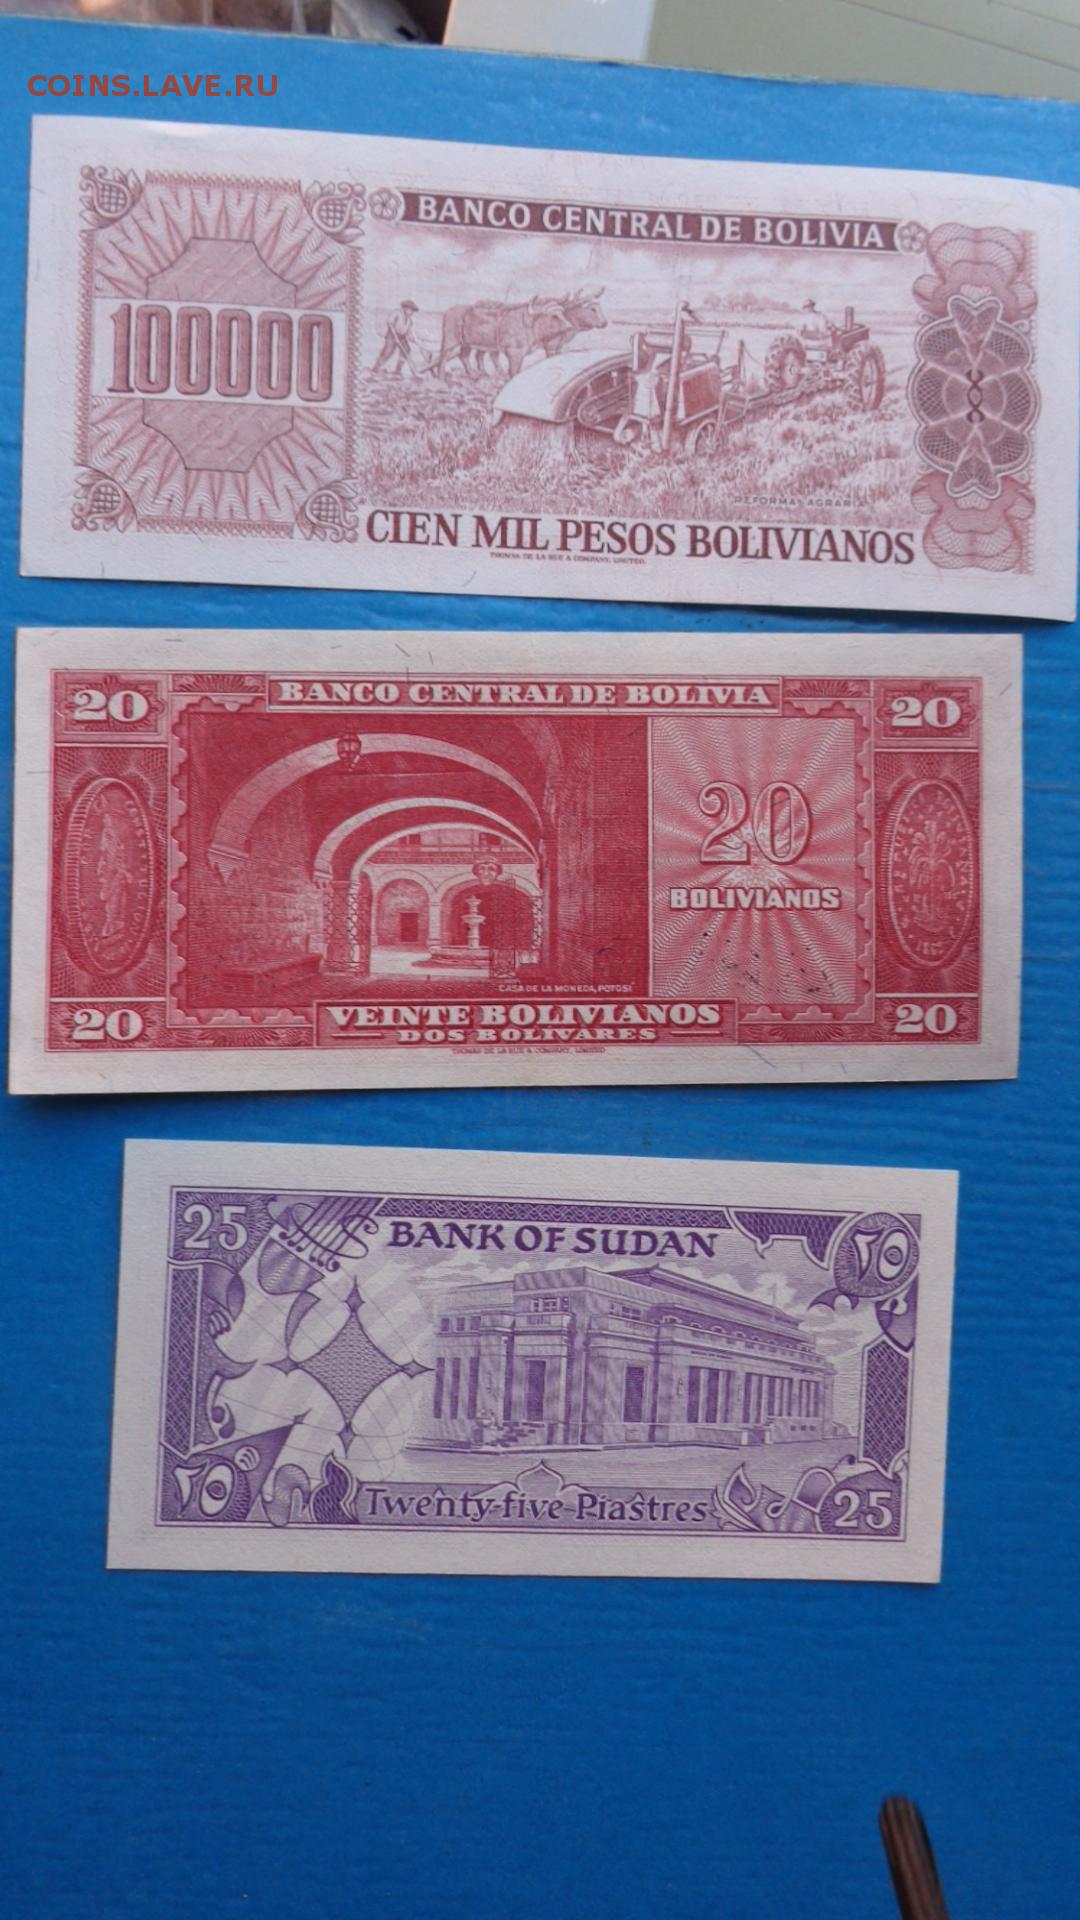 COINS.LAVE.RU
BANCO CENTRAL DE BOLIVIA
100000
REFORMA AGRARIA
CIEN MIL PESOS BOLIVIANOS
THOMAS DE LA RUE & COMPANY, LIMITED.
20
BANCO CENTRAL DE BOLIVIA
20
20
BOLIVIANOS
CASA DE LA MONEDA, POTOSI
20
VEINTE BOLIVIANOS
20
DOS BOLIVARES
THOMAS DE LA RUE & COMPANY, LIMITED
25
BANK OF SUDAN
٢٥
٢٥
Twenty-five Piastres
25